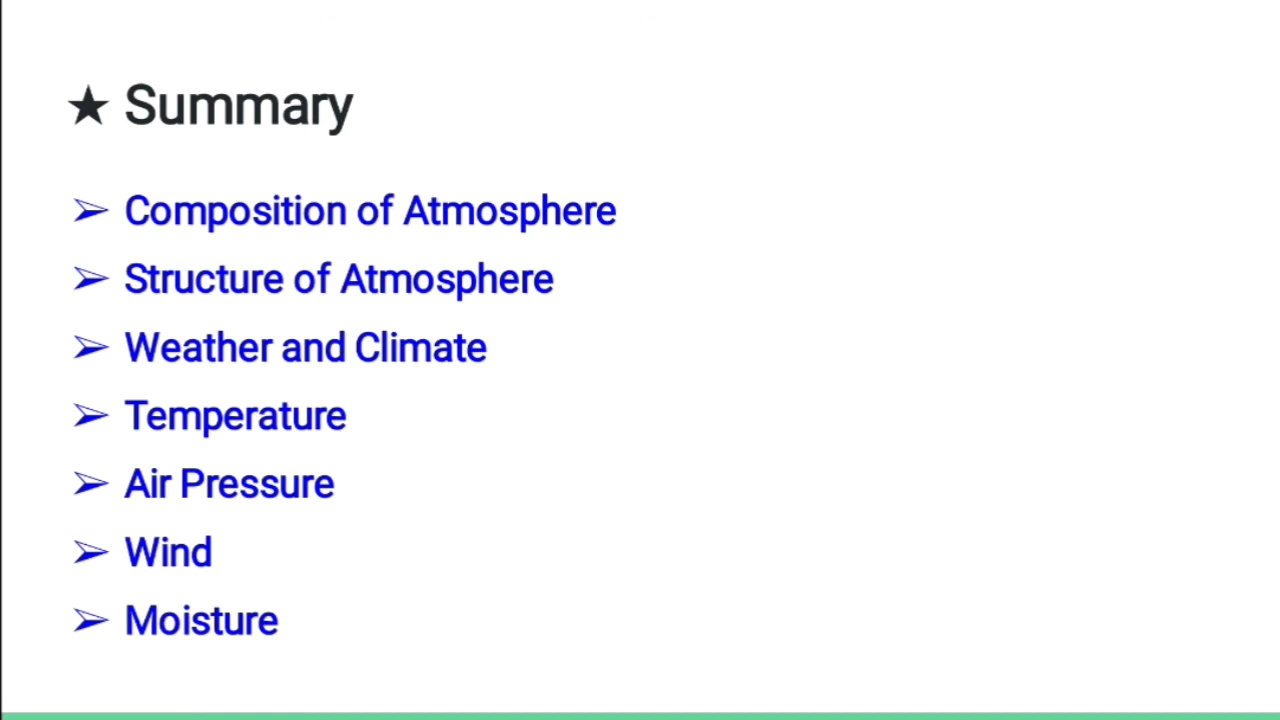 ★ Summary
➢ Composition of Atmosphere
➢ Structure of Atmosphere
➢ Weather and Climate
➢ Temperature
➢ Air Pressure
➢ Wind
➢ Moisture